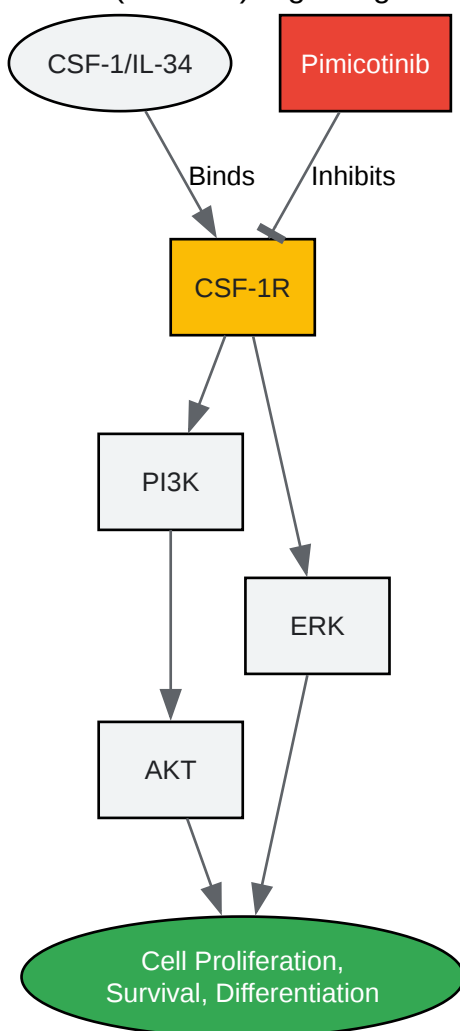 CSF-1/IL-34
Pimicotinib
Binds
Inhibits
CSF-1R
PI3K
ERK
AKT
Cell Proliferation,
Survival, Differentiation